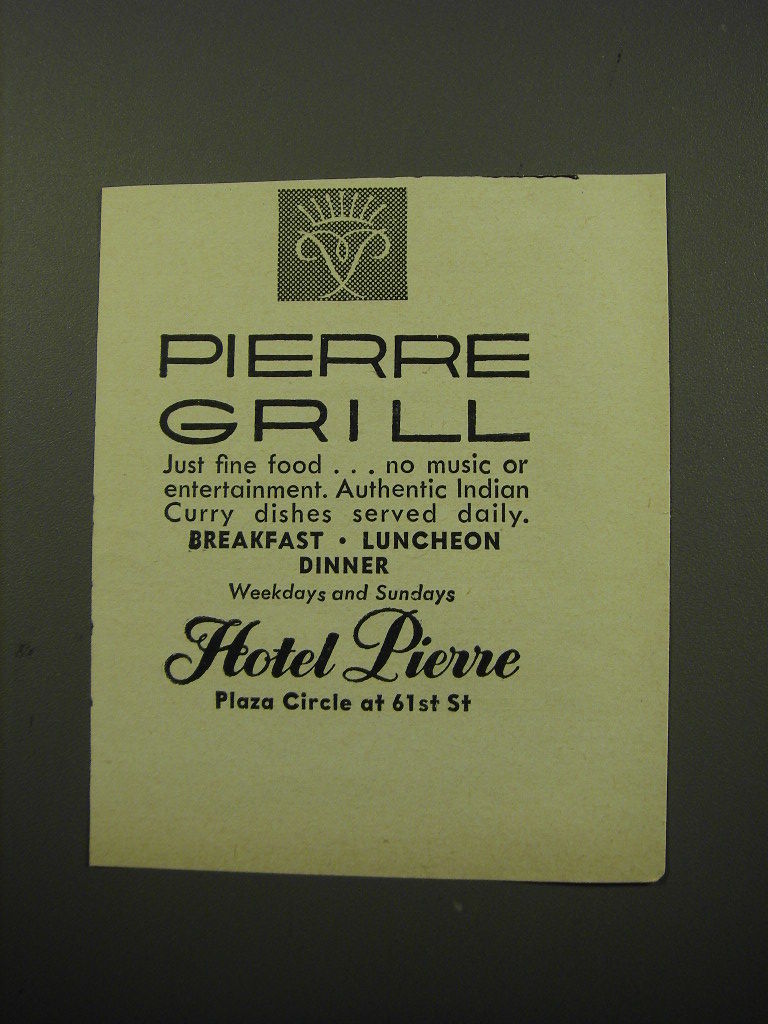 PIERRE
GRILL
Just fine food . . . no music or
entertainment. Authentic Indian
Curry dishes served daily.
BREAKFAST • LUNCHEON
DINNER
Weekdays and Sundays
Hotel Pierre
Plaza Circle at 61st St